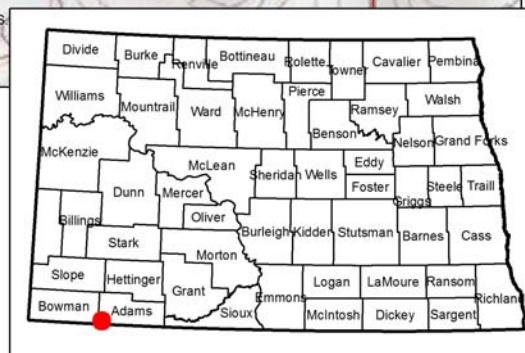 s.
Divide Burke Renville Bottineau Rolette Towner Cavalier Pembina
Pierce
Williams Mountrail Ward McHenry Ramsey Walsh
Benson Nelson Grand Forks
McKenzie McLean Sheridan Wells Eddy
Dunn Mercer Foster Griggs Steele Traill
Billings Oliver
Burleigh Kidder Stutsman Barnes Cass
Stark Morton
Slope Hettinger Grant Logan LaMoure Ransom
Emmons Richland
Bowman Adams Sioux McIntosh Dickey Sargent